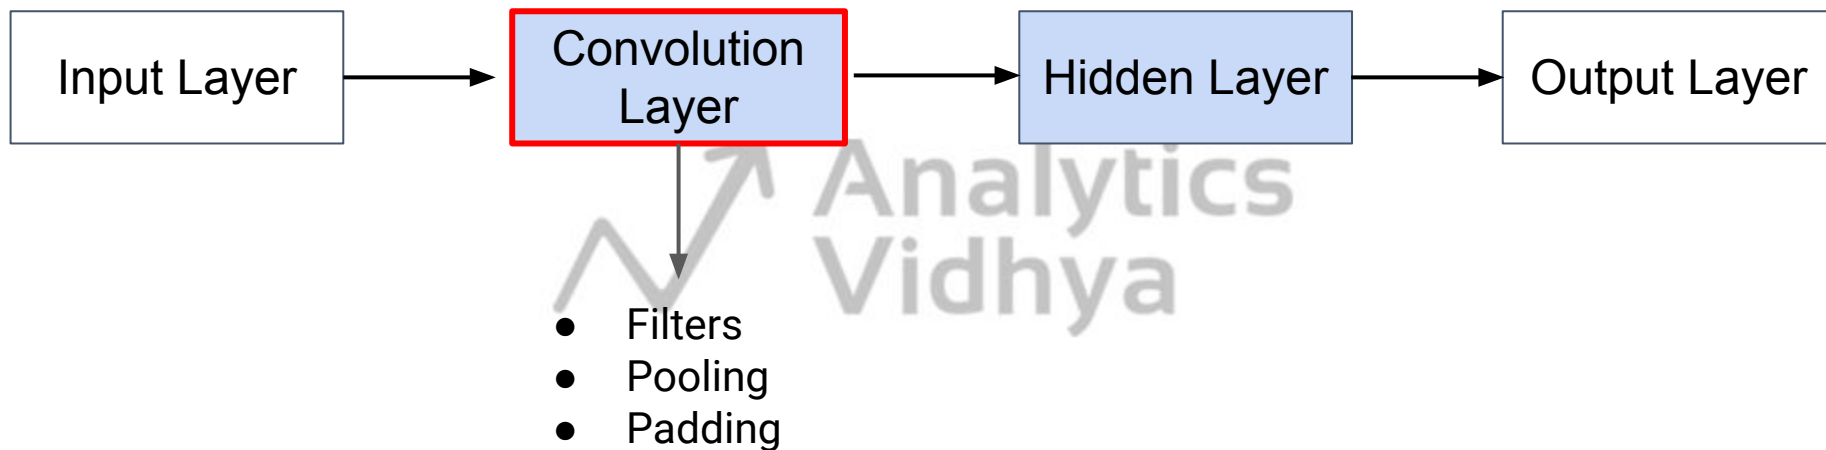 Input Layer
Convolution
Layer
Hidden Layer
Output Layer
Analytics
Vidhya
● Filters
● Pooling
● Padding